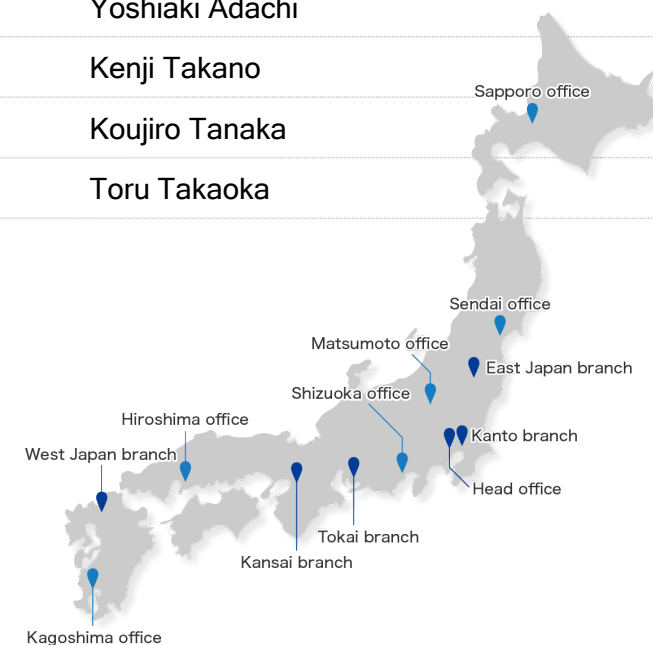 Yoshiaki Adachi
Kenji Takano
Sapporo office
Koujiro Tanaka
Toru Takaoka
Sendai office
Matsumoto office
East Japan branch
Shizuoka office
Hiroshima office
Kanto branch
West Japan branch
Head office
Tokai branch
Kansai branch
Kagoshima office